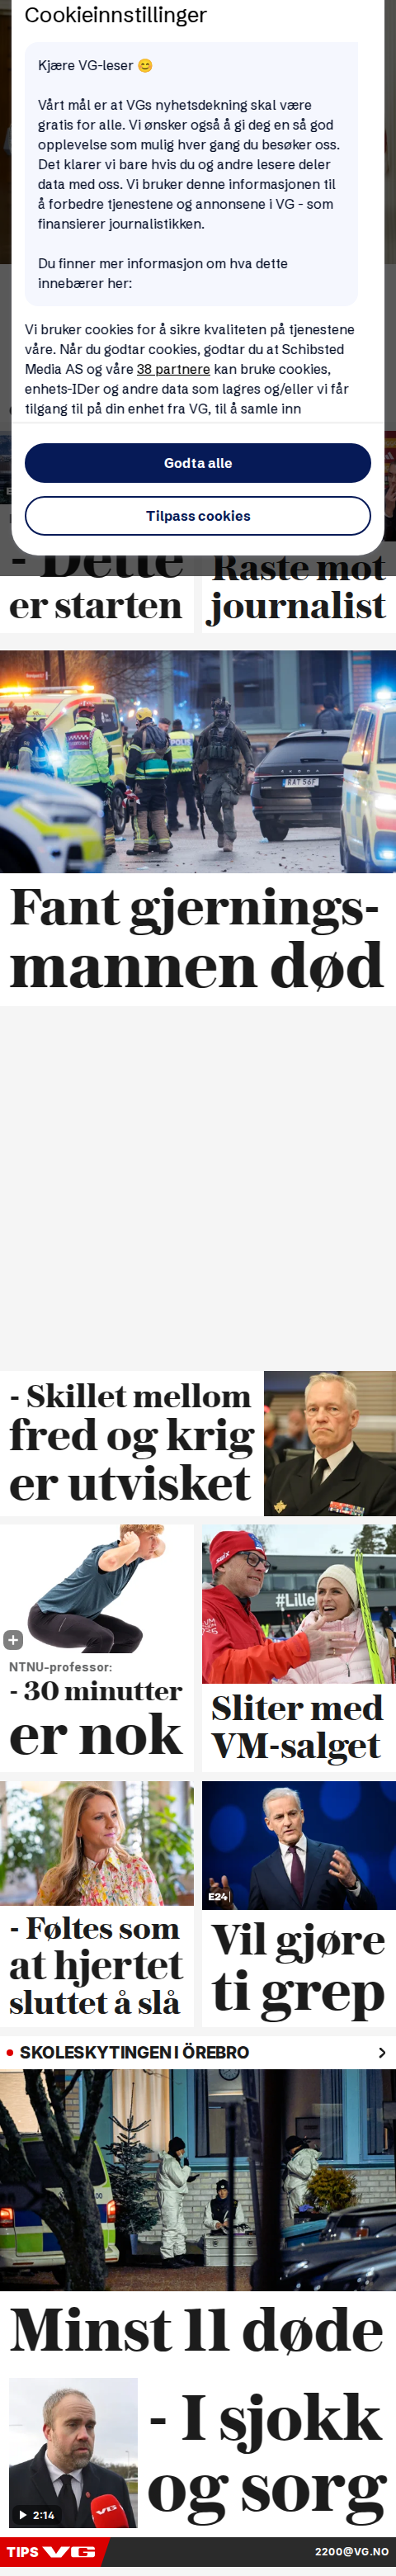 Cookieinnstillinger
Kjære VG-leser 😊
Vårt mål er at VGs nyhetsdekning skal være
gratis for alle. Vi ønsker også å gi deg en så god
opplevelse som mulig hver gang du besøker oss.
Det klarer vi bare hvis du og andre lesere deler
data med oss. Vi bruker denne informasjonen til
å forbedre tjenestene og annonsene i VG - som
finansierer journalistikken.
Du finner mer informasjon om hva dette
innebærer her:
Vi bruker cookies for å sikre kvaliteten på tjenestene
våre. Når du godtar cookies, godtar du at Schibsted
Media AS og våre 38 partnere kan bruke cookies,
enhets-IDer og andre data som lagres og/eller vi får
tilgang til på din enhet fra VG, til å samle inn
Godta alle
Tilpass cookies
- Dette
er starten
Raste mot
journalist
RAT 56F
POLIS
Fant gjernings-
mannen død
- Skillet mellom
fred og krig
er utvisket
NTNU-professor:
- 30 minutter
er nok
swix
#Lille
Sliter med
VM-salget
- Føltes som
at hjertet
sluttet å slå
E24
Vil gjøre
ti grep
SKOLESKYTINGEN I ÖREBRO
Minst 11 døde
VG
2:14
- I sjokk
og sorg
TIPS VG
2200@VG.NO